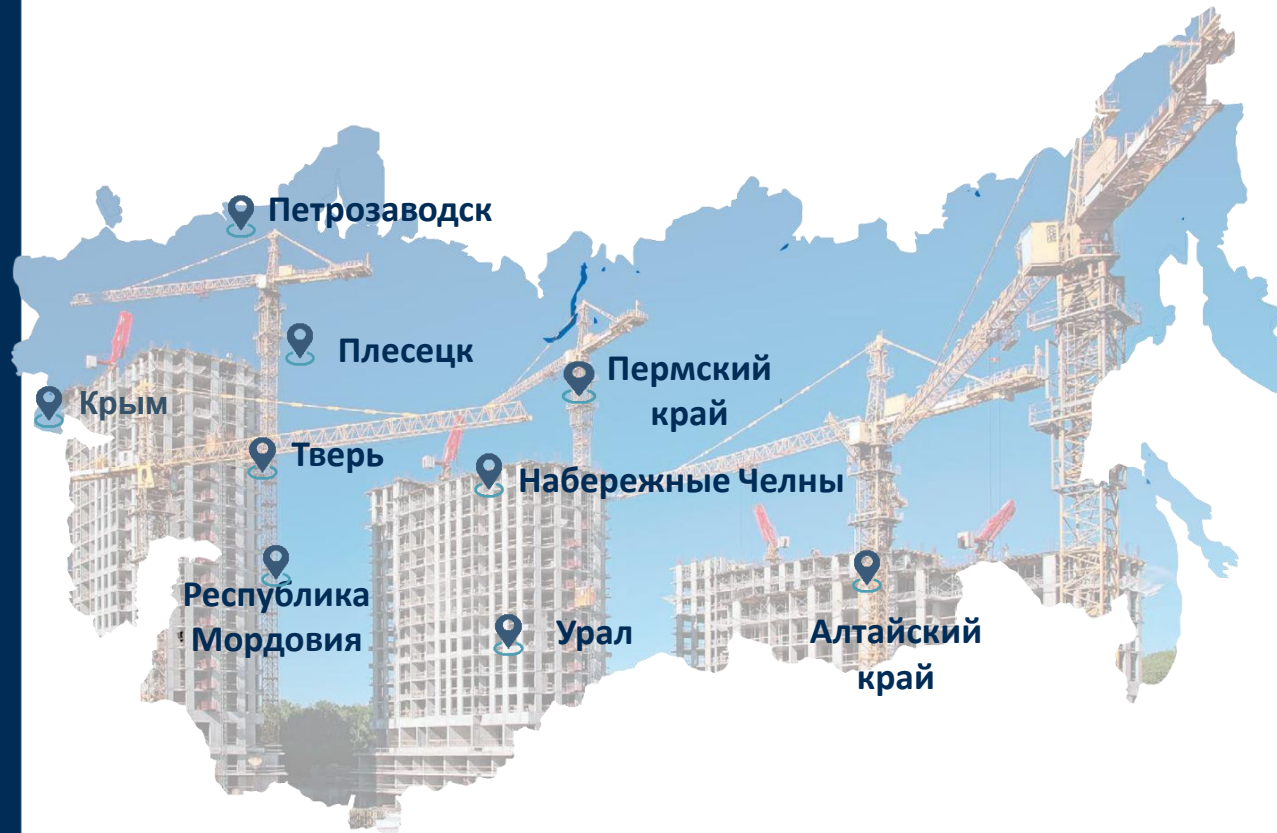 Петрозаводск
Плесецк
Пермский
край
Крым
Тверь
Набережные Челны
Республика
Мордовия
Урал
Алтайский
край